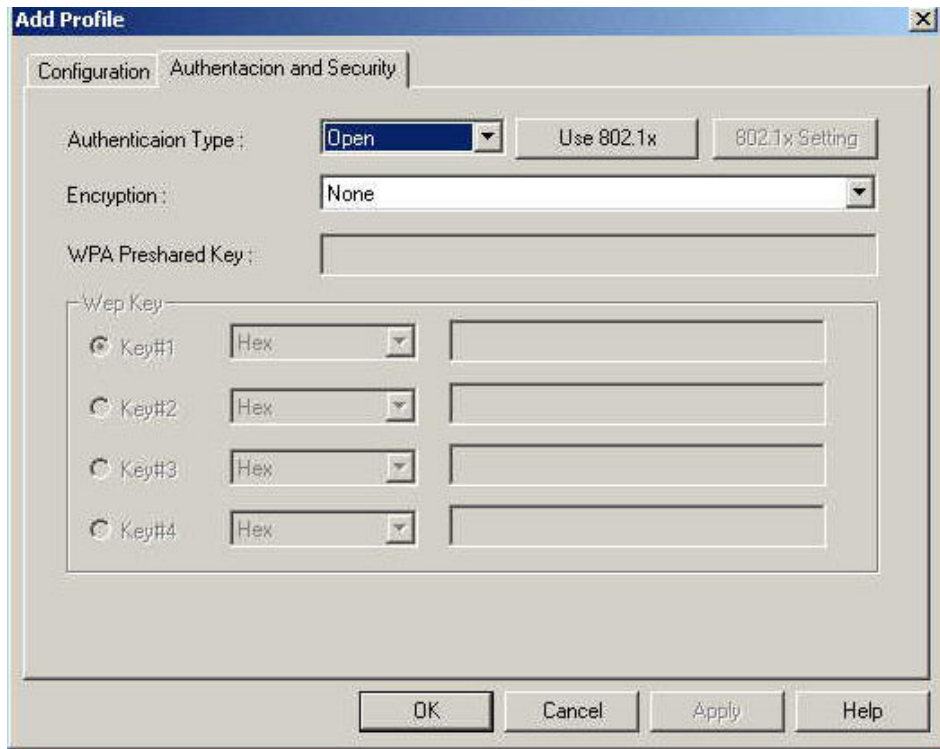 Add Profile
Configuration Authentacion and Security
Authenticaion Type : Open Use 802.1x 802.1x Setting
Encryption : None
WPA Preshared Key :
Wep Key
Key#1 Hex
Key#2 Hex
Key#3 Hex
Key#4 Hex
OK Cancel Apply Help